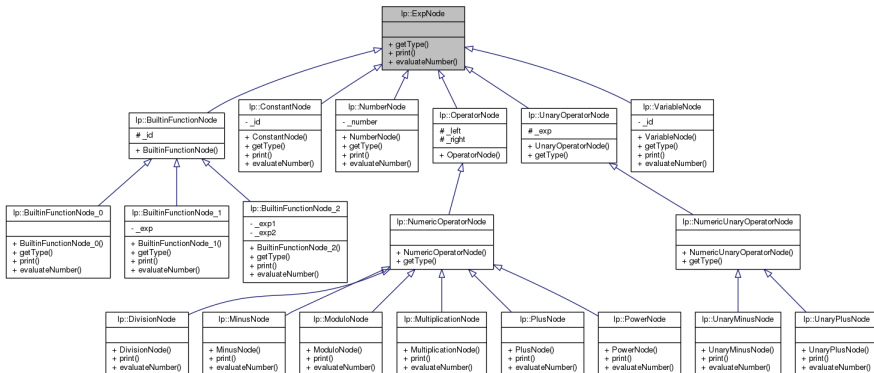 lp::ExpNode
+ getType()
+ print()
+ evaluateNumber()
lp::BuiltinFunctionNode
# _id
+ BuiltinFunctionNode()
lp::ConstantNode
- _id
+ ConstantNode()
+ getType()
+ print()
+ evaluateNumber()
lp::NumberNode
- _number
+ NumberNode()
+ getType()
+ print()
+ evaluateNumber()
lp::OperatorNode
# _left
# _right
+ OperatorNode()
lp::UnaryOperatorNode
# _exp
+ UnaryOperatorNode()
+ getType()
lp::VariableNode
- _id
+ VariableNode()
+ getType()
+ print()
+ evaluateNumber()
lp::BuiltinFunctionNode_0
+ BuiltinFunctionNode_0()
+ getType()
+ print()
+ evaluateNumber()
lp::BuiltinFunctionNode_1
- _exp
+ BuiltinFunctionNode_1()
+ getType()
+ print()
+ evaluateNumber()
lp::BuiltinFunctionNode_2
- _exp1
- _exp2
+ BuiltinFunctionNode_2()
+ getType()
+ print()
+ evaluateNumber()
lp::NumericOperatorNode
+ NumericOperatorNode()
+ getType()
lp::NumericUnaryOperatorNode
+ NumericUnaryOperatorNode()
+ getType()
lp::DivisionNode
+ DivisionNode()
+ print()
+ evaluateNumber()
lp::MinusNode
+ MinusNode()
+ print()
+ evaluateNumber()
lp::ModuloNode
+ ModuloNode()
+ print()
+ evaluateNumber()
lp::MultiplicationNode
+ MultiplicationNode()
+ print()
+ evaluateNumber()
lp::PlusNode
+ PlusNode()
+ print()
+ evaluateNumber()
lp::PowerNode
+ PowerNode()
+ print()
+ evaluateNumber()
lp::UnaryMinusNode
+ UnaryMinusNode()
+ print()
+ evaluateNumber()
lp::UnaryPlusNode
+ UnaryPlusNode()
+ print()
+ evaluateNumber()